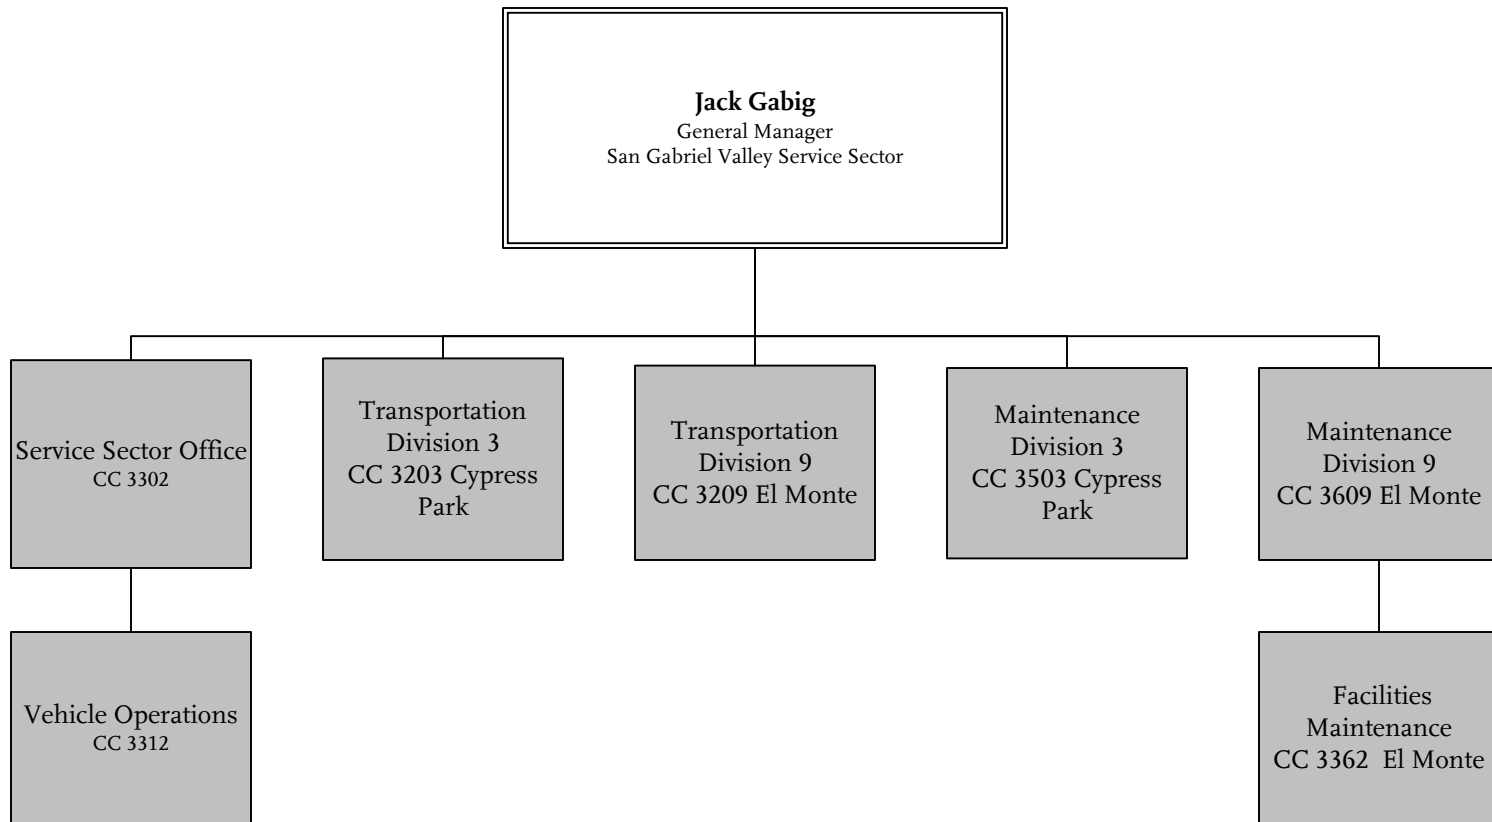 Jack Gabig
General Manager
San Gabriel Valley Service Sector
Service Sector Office
CC 3302
Transportation
Division 3
CC 3203 Cypress
Park
Transportation
Division 9
CC 3209 El Monte
Maintenance
Division 3
CC 3503 Cypress
Park
Maintenance
Division 9
CC 3609 El Monte
Vehicle Operations
CC 3312
Facilities
Maintenance
CC 3362  El Monte